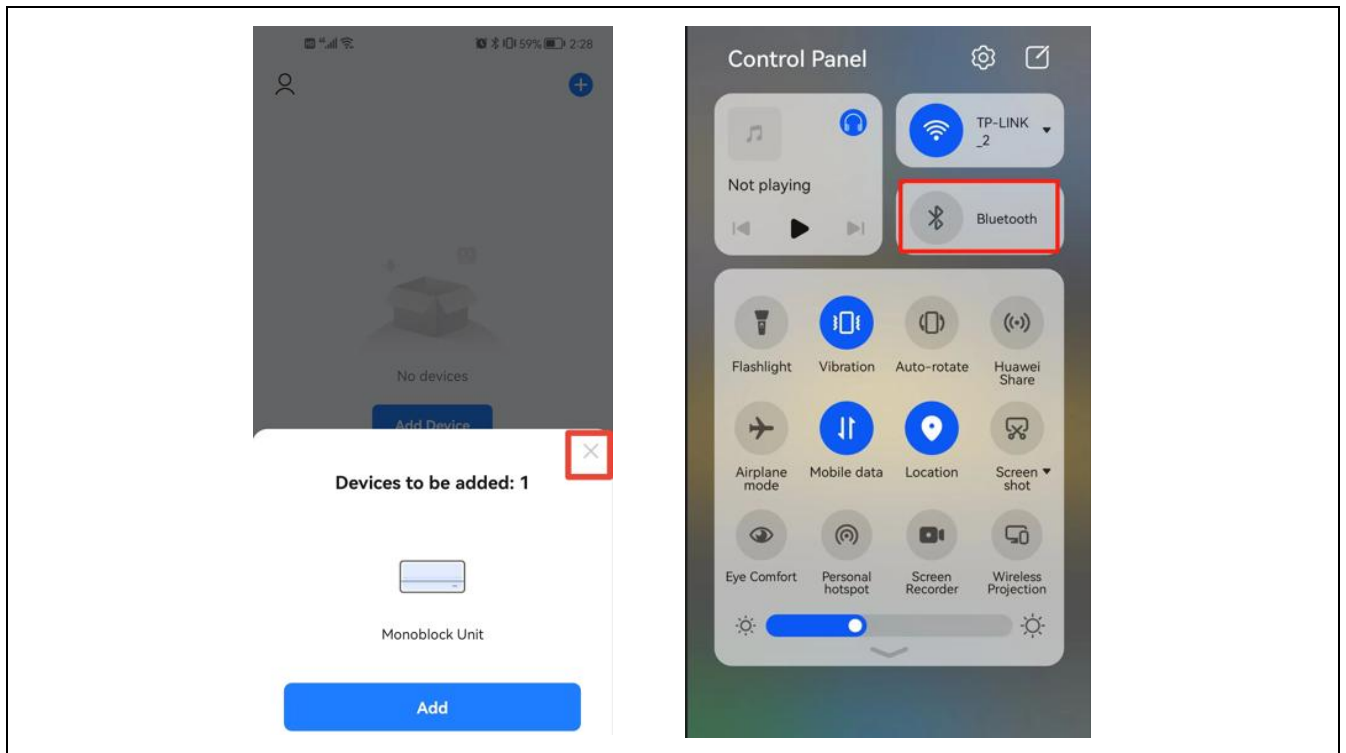 59% 2:28
No devices
Add Device
Devices to be added: 1
Monoblock Unit
Add
Control Panel
TP-LINK
_2
Not playing
Bluetooth
Flashlight Vibration Auto-rotate Huawei
Share
Airplane
mode Mobile data Location Screen
shot
Eye Comfort Personal
hotspot Screen
Recorder Wireless
Projection